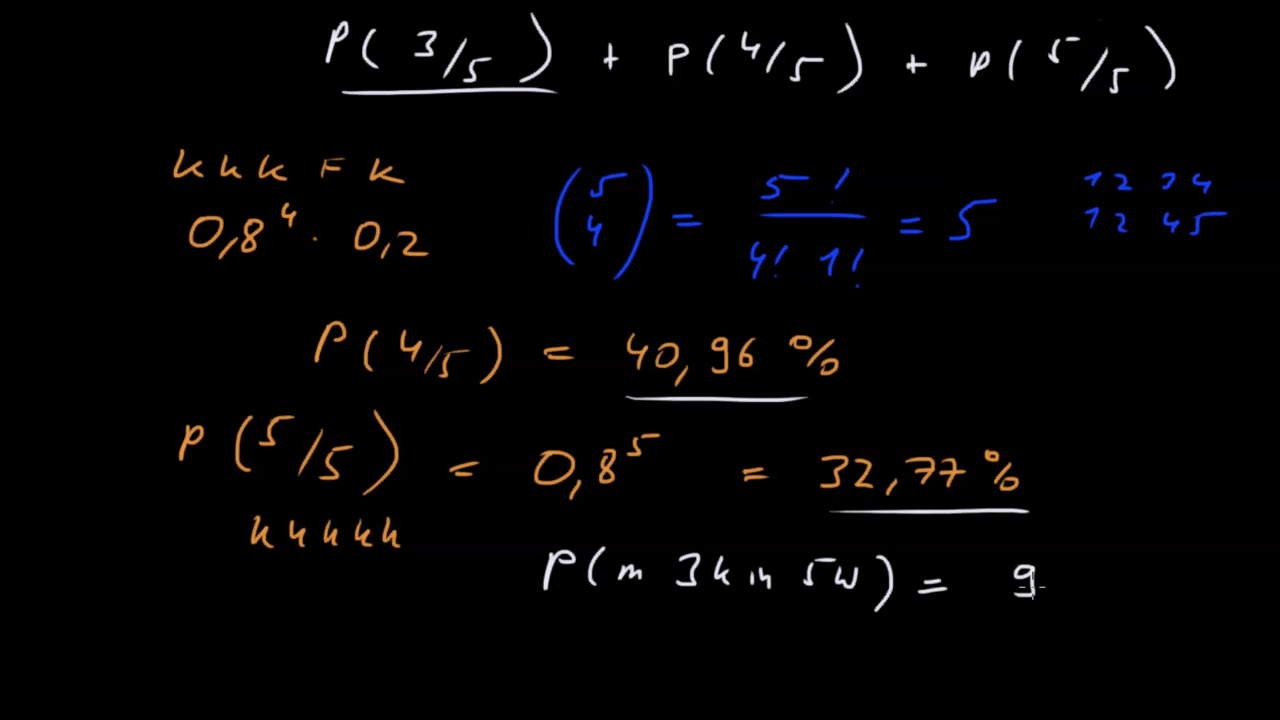 P( 3/5 ) + P( 4/5 ) + P( 5/5 )
k k k F k
0,8⁴ · 0,2
(5 4) = 5! / 4! 1! = 5
1 2 3 4
1 2 4 5
P( 4/5 ) = 40,96 %
P ( 5/5 ) = 0,8⁵ = 32,77 %
k k k k k
P( m 3k in 5W ) = 9